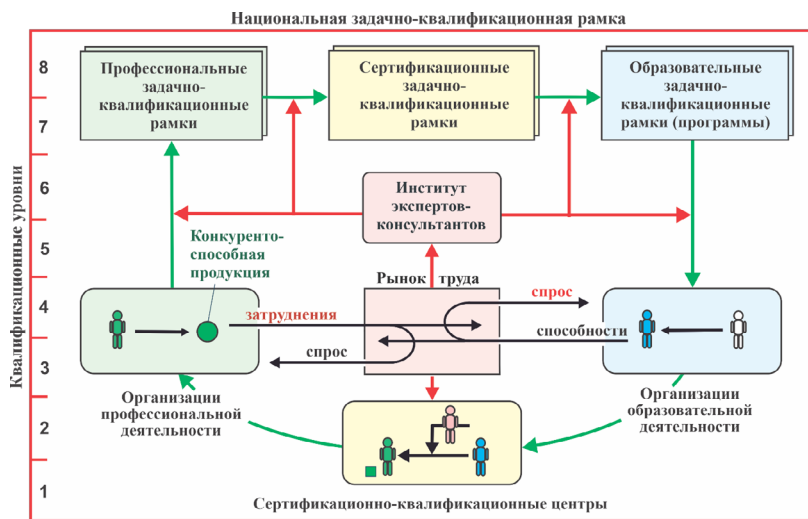 Национальная задачно-квалификационная рамка
Квалификационные уровни
8
7
6
5
4
3
2
1
Профессиональные
задачно-
квалификационные
рамки
Сертификационные
задачно-
квалификационные
рамки
Образовательные
задачно-
квалификационные
рамки (программы)
Институт
экспертов-
консультантов
Конкуренто-
способная
продукция
Рынок труда
затруднения
спрос
спрос
способности
Организации
профессиональной
деятельности
Организации
образовательной
деятельности
Сертификационно-квалификационные центры